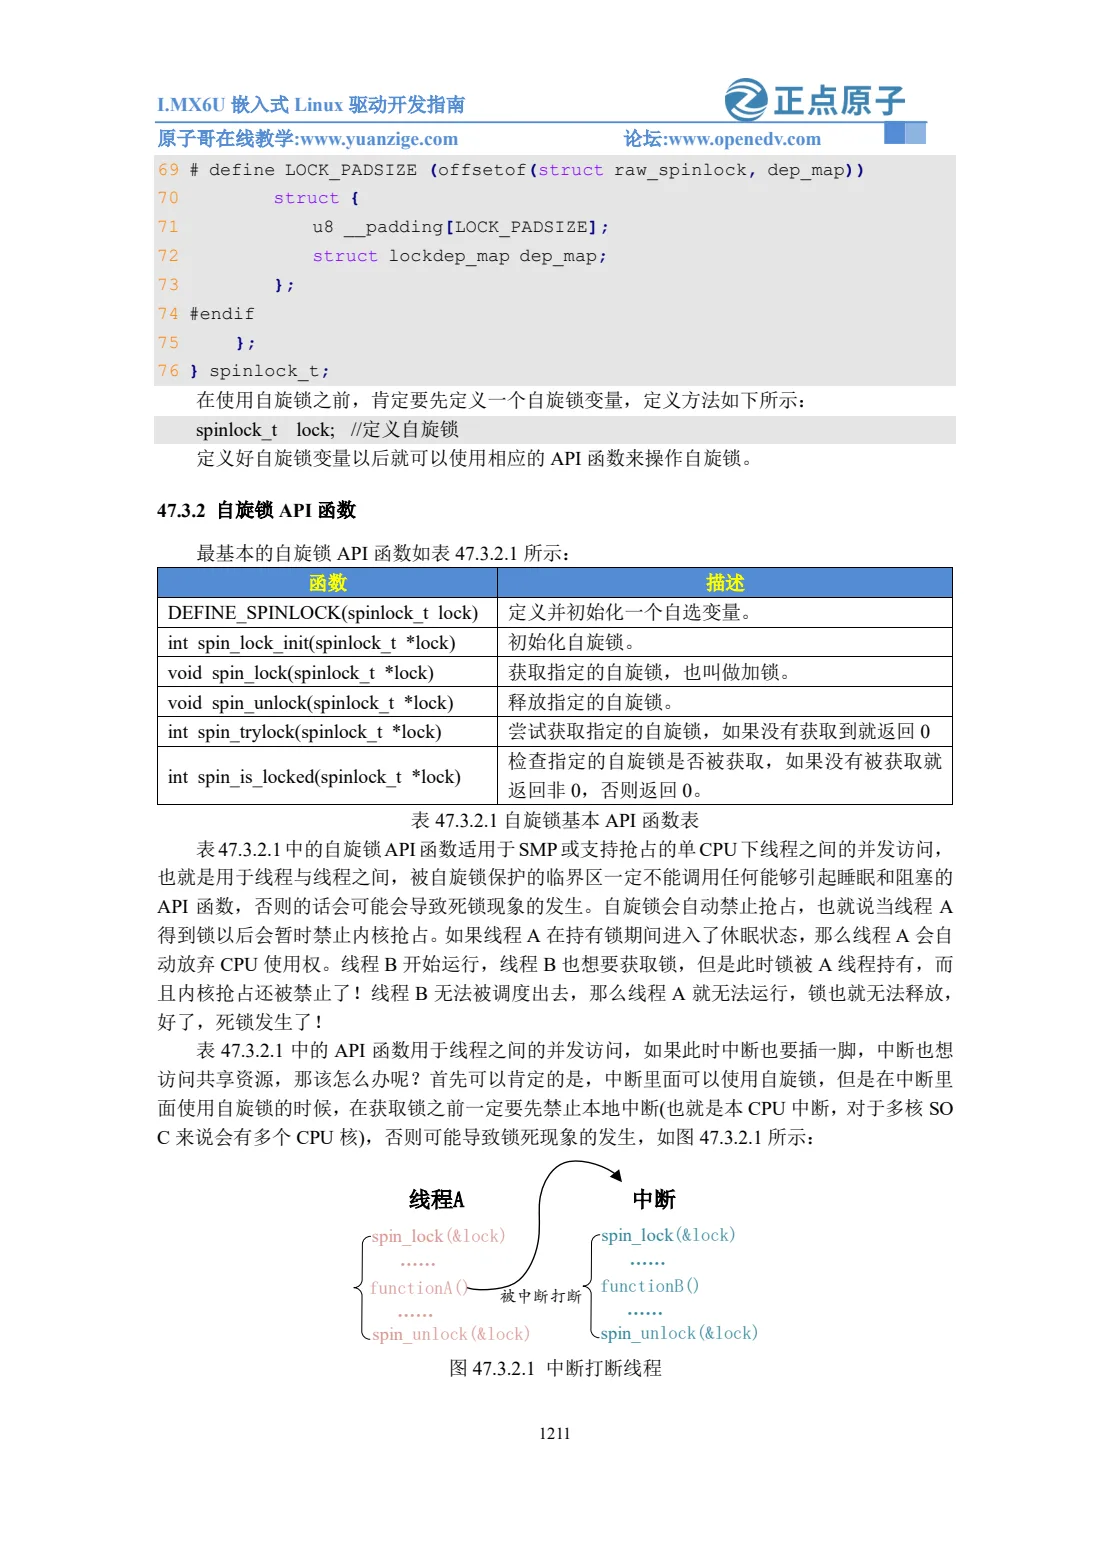 I.MX6U 嵌入式 Linux 驱动开发指南
正点原子
原子哥在线教学:www.yuanzige.com 论坛:www.openedv.com
69 # define LOCK_PADSIZE (offsetof(struct raw_spinlock, dep_map))
70 struct {
71 u8 __padding[LOCK_PADSIZE];
72 struct lockdep_map dep_map;
73 };
74 #endif
75 };
76 } spinlock_t;
在使用自旋锁之前，肯定要先定义一个自旋锁变量，定义方法如下所示：
spinlock_t lock; //定义自旋锁
定义好自旋锁变量以后就可以使用相应的 API 函数来操作自旋锁。
47.3.2 自旋锁 API 函数
最基本的自旋锁 API 函数如表 47.3.2.1 所示：
函数 描述
DEFINE_SPINLOCK(spinlock_t lock) 定义并初始化一个自选变量。
int spin_lock_init(spinlock_t *lock) 初始化自旋锁。
void spin_lock(spinlock_t *lock) 获取指定的自旋锁，也叫做加锁。
void spin_unlock(spinlock_t *lock) 释放指定的自旋锁。
int spin_trylock(spinlock_t *lock) 尝试获取指定的自旋锁，如果没有获取到就返回 0
int spin_is_locked(spinlock_t *lock) 检查指定的自旋锁是否被获取，如果没有被获取就
返回非 0，否则返回 0。
表 47.3.2.1 自旋锁基本 API 函数表
表 47.3.2.1 中的自旋锁 API 函数适用于 SMP 或支持抢占的单 CPU 下线程之间的并发访问，
也就是用于线程与线程之间，被自旋锁保护的临界区一定不能调用任何能够引起睡眠和阻塞的
API 函数，否则的话会可能会导致死锁现象的发生。自旋锁会自动禁止抢占，也就说当线程 A
得到锁以后会暂时禁止内核抢占。如果线程 A 在持有锁期间进入了休眠状态，那么线程 A 会自
动放弃 CPU 使用权。线程 B 开始运行，线程 B 也想要获取锁，但是此时锁被 A 线程持有，而
且内核抢占还被禁止了！线程 B 无法被调度出去，那么线程 A 就无法运行，锁也就无法释放，
好了，死锁发生了！
表 47.3.2.1 中的 API 函数用于线程之间的并发访问，如果此时中断也要插一脚，中断也想
访问共享资源，那该怎么办呢？首先可以肯定的是，中断里面可以使用自旋锁，但是在中断里
面使用自旋锁的时候，在获取锁之前一定要先禁止本地中断(也就是本 CPU 中断，对于多核 SO
C 来说会有多个 CPU 核)，否则可能导致锁死现象的发生，如图 47.3.2.1 所示：
线程A 中断
spin_lock(&lock) spin_lock(&lock)
…… ……
functionA() 被中断打断 functionB()
…… ……
spin_unlock(&lock) spin_unlock(&lock)
图 47.3.2.1 中断打断线程
1211